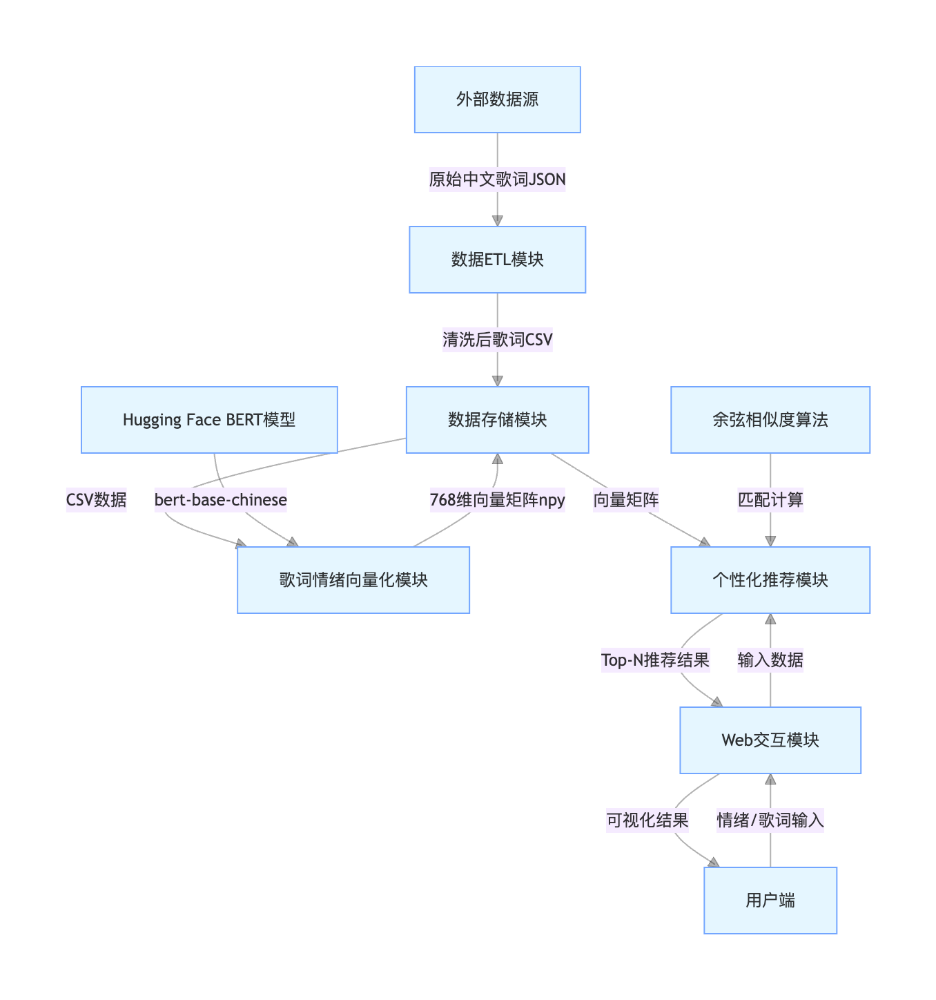 外部数据源
原始中文歌词JSON
数据ETL模块
清洗后歌词CSV
Hugging Face BERT模型
数据存储模块
余弦相似度算法
CSV数据
bert-base-chinese
768维向量矩阵npy
向量矩阵
匹配计算
歌词情绪向量化模块
个性化推荐模块
Top-N推荐结果
输入数据
Web交互模块
可视化结果
情绪/歌词输入
用户端